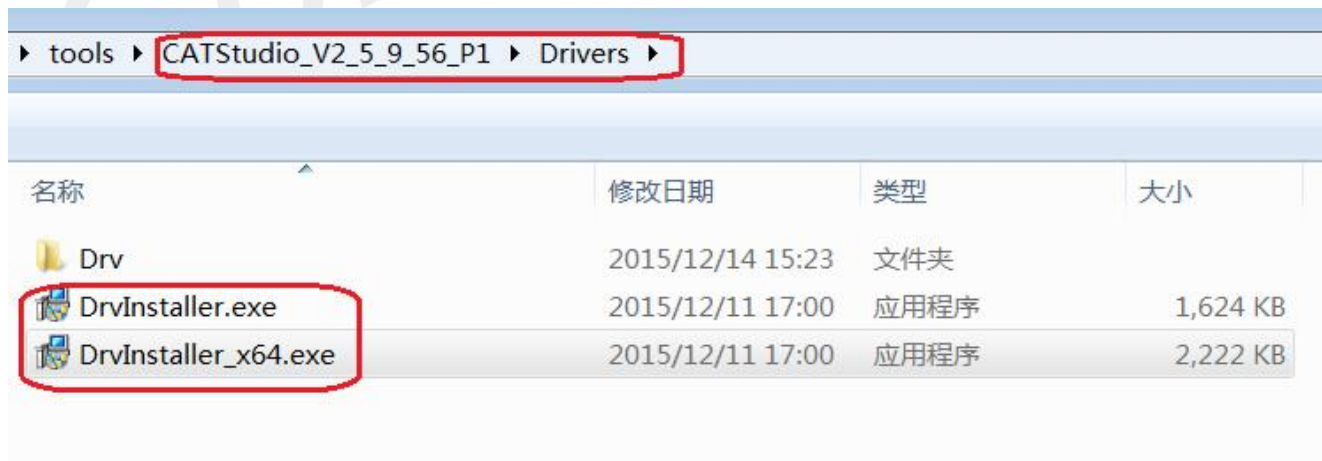 tools CATStudio_V2_5_9_56_P1 Drivers
名称 修改日期 类型 大小
Drv 2015/12/14 15:23 文件夹
DrvInstaller.exe 2015/12/11 17:00 应用程序 1,624 KB
DrvInstaller_x64.exe 2015/12/11 17:00 应用程序 2,222 KB